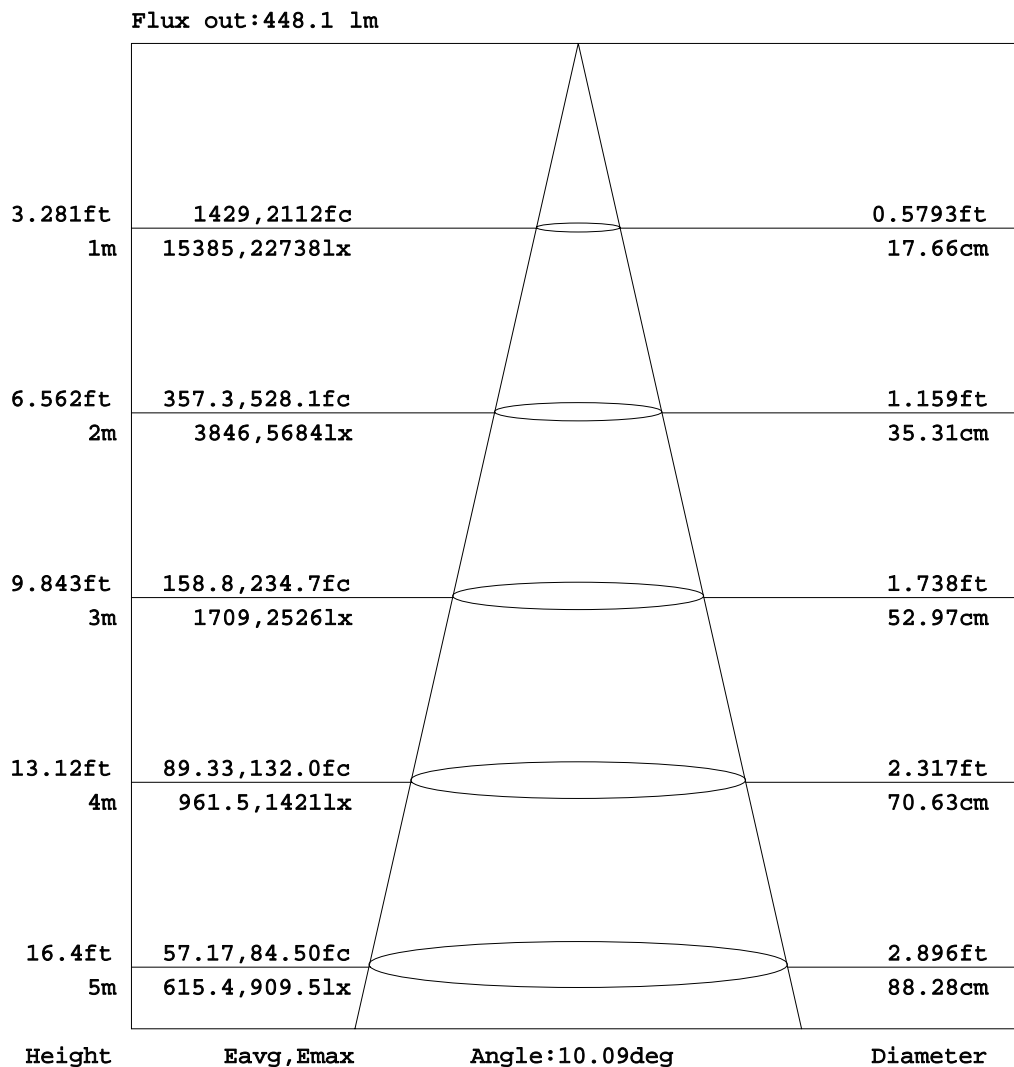 Flux out:448.1 lm
3.281ft 1429,2112fc 0.5793ft
1m 15385,22738lx 17.66cm
6.562ft 357.3,528.1fc 1.159ft
2m 3846,5684lx 35.31cm
9.843ft 158.8,234.7fc 1.738ft
3m 1709,2526lx 52.97cm
13.12ft 89.33,132.0fc 2.317ft
4m 961.5,1421lx 70.63cm
16.4ft 57.17,84.50fc 2.896ft
5m 615.4,909.5lx 88.28cm
Height Eavg,Emax Angle:10.09deg Diameter